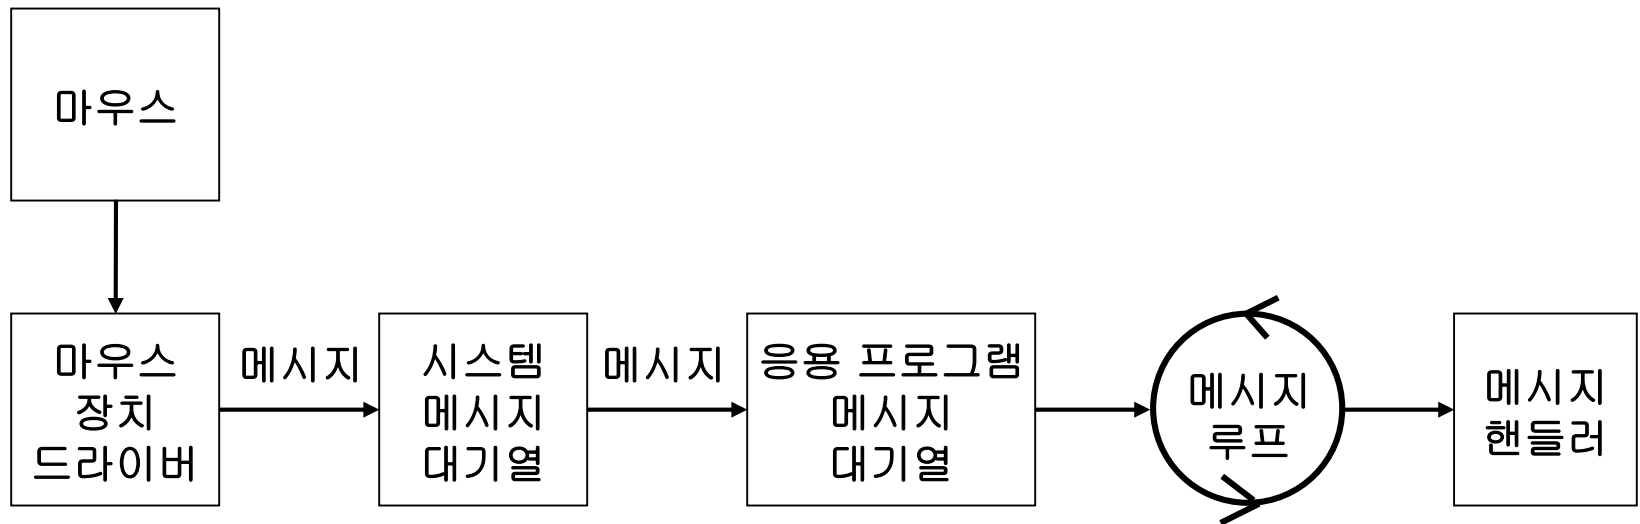 마우스
마우스
장치
드라이버
메시지
시스템
메시지
대기열
메시지
응용 프로그램
메시지
대기열
메시지
루프
메시지
핸들러